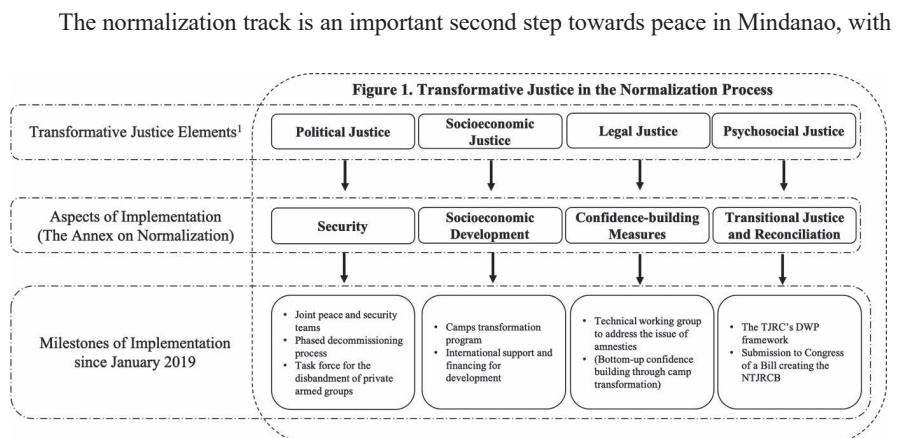 The normalization track is an important second step towards peace in Mindanao, with
Figure 1. Transformative Justice in the Normalization Process
Transformative Justice Elements1
Political Justice
Socioeconomic
Justice
Legal Justice
Psychosocial Justice
Aspects of Implementation
(The Annex on Normalization)
Security
Socioeconomic
Development
Confidence-building
Measures
Transitional Justice
and Reconciliation
Milestones of Implementation
since January 2019
• Joint peace and security
teams
• Phased decommissioning
process
• Task force for the
disbandment of private
armed groups
• Camps transformation
program
• International support and
financing for
development
• Technical working group
to address the issue of
amnesties
• (Bottom-up confidence
building through camp
transformation)
• The TJRC's DWP
framework
• Submission to Congress
of a Bill creating the
NTJRCB